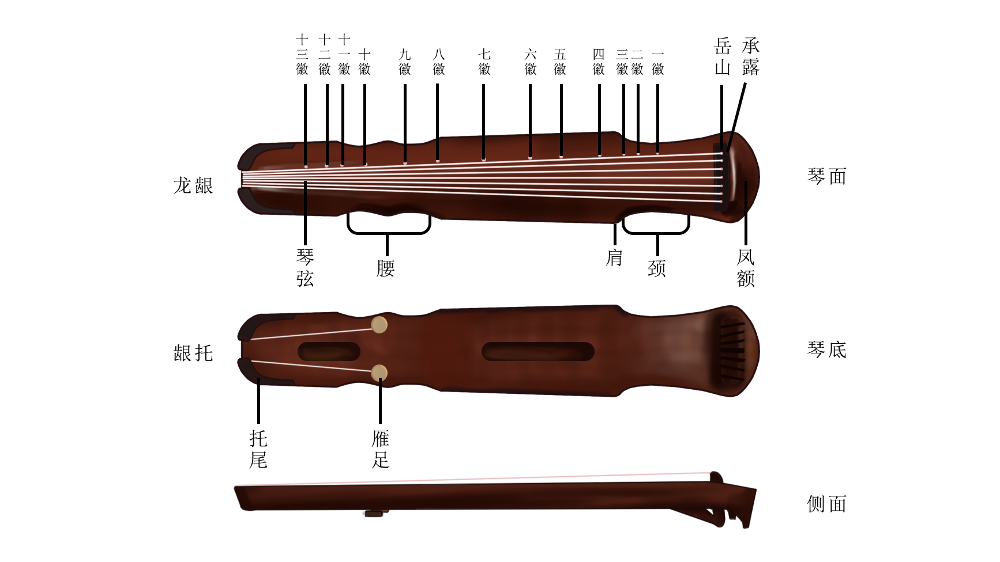 十三徽
十二徽
十一徽
十徽
九徽
八徽
七徽
六徽
五徽
四徽
三徽
二徽
一徽
岳山
承露
龙龈
琴面
琴弦
腰
肩
颈
凤额
龈托
琴底
托尾
雁足
侧面